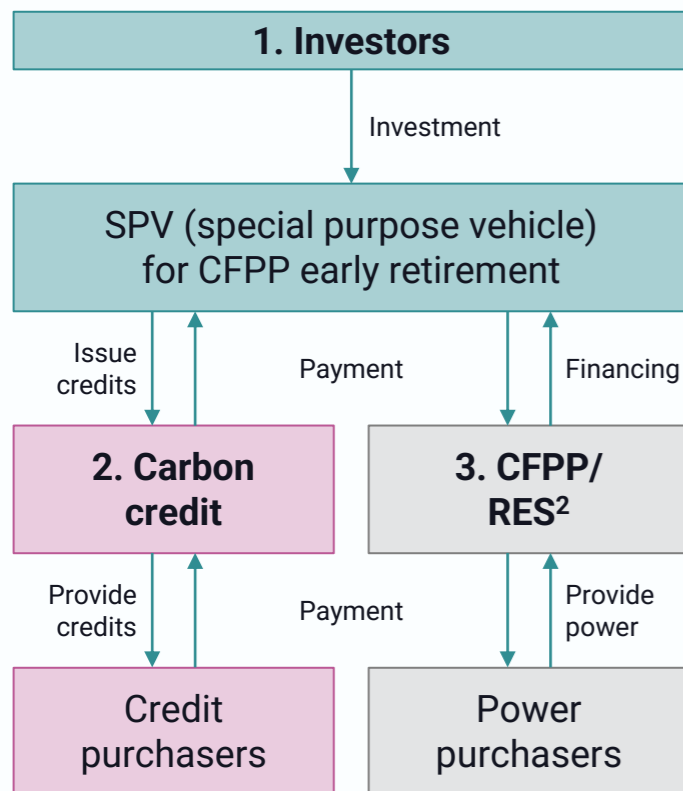 1. Investors
Investment
SPV (special purpose vehicle)
for CFPP early retirement
Issue
credits
Payment
Financing
2. Carbon
credit
3. CFPP/
RES²
Provide
credits
Payment
Provide
power
Credit
purchasers
Power
purchasers